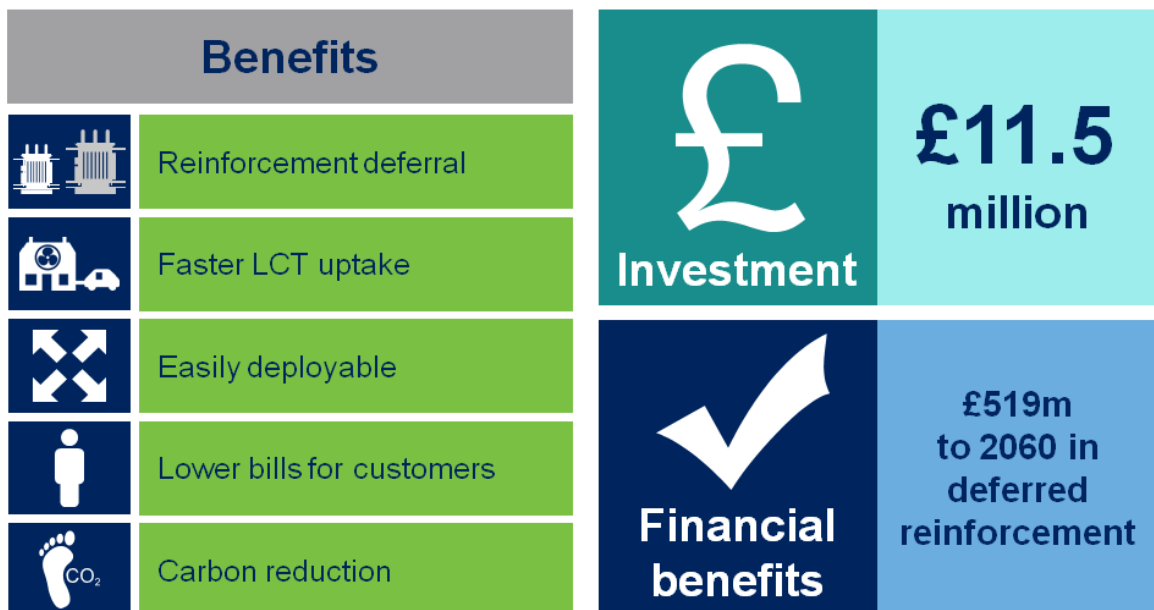 Benefits
Reinforcement deferral
Faster LCT uptake
Easily deployable
Lower bills for customers
CO₂
Carbon reduction
£
Investment
£11.5
million
Financial
benefits
£519m
to 2060 in
deferred
reinforcement